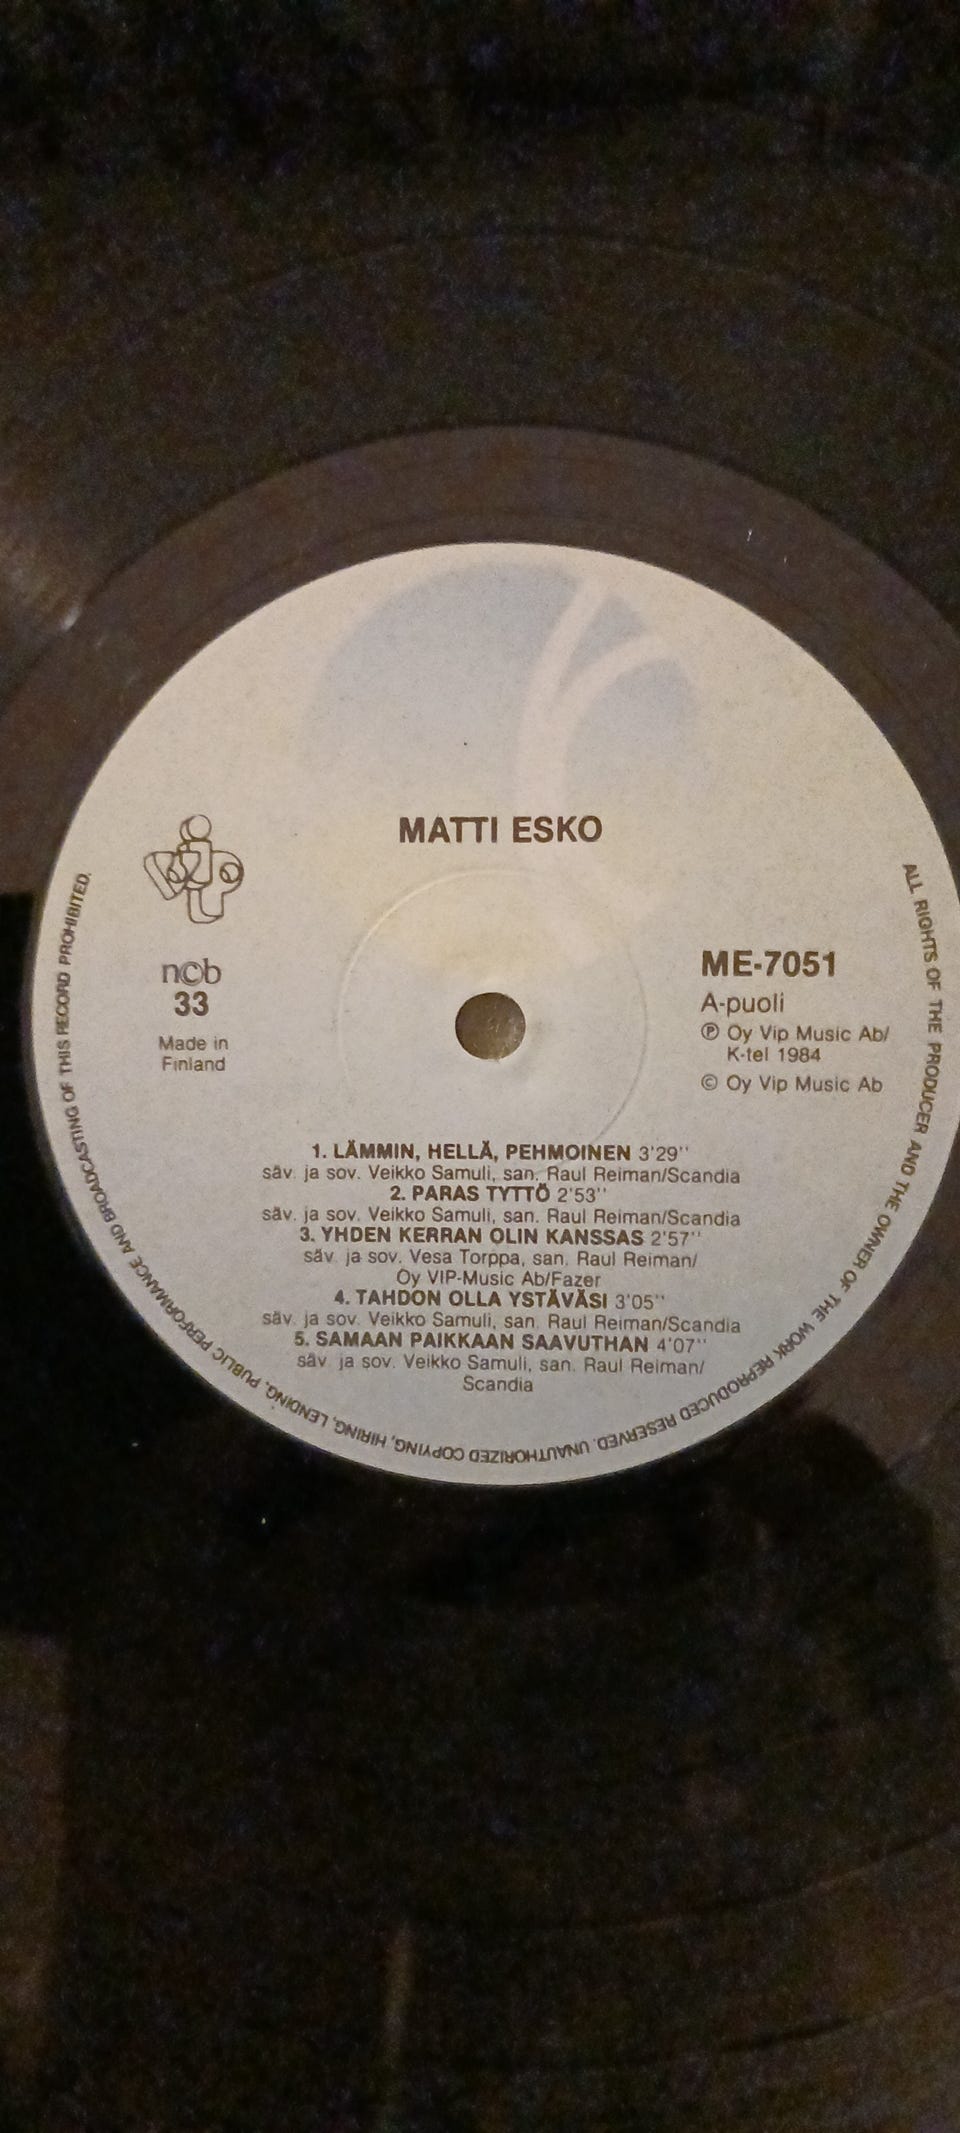 MATTI ESKO
VIP
ncb
33
Made in
Finland
ME-7051
A-puoli
Ⓟ Oy Vip Music Ab/
K-tel 1984
© Oy Vip Music Ab
1. LÄMMIN, HELLÄ, PEHMOINEN 3'29''
säv. ja sov. Veikko Samuli, san. Raul Reiman/Scandia
2. PARAS TYTTÖ 2'53''
säv. ja sov. Veikko Samuli, san. Raul Reiman/Scandia
3. YHDEN KERRAN OLIN KANSSAS 2'57''
säv. ja sov. Vesa Torppa, san. Raul Reiman/
Oy VIP-Music Ab/Fazer
4. TAHDON OLLA YSTÄVÄSI 3'05''
säv. ja sov. Veikko Samuli, san. Raul Reiman/Scandia
5. SAMAAN PAIKKAAN SAAVUTHAN 4'07''
säv. ja sov. Veikko Samuli, san. Raul Reiman/
Scandia
ALL RIGHTS OF THE PRODUCER AND THE OWNER OF THE WORK REPRODUCED RESERVED. UNAUTHORIZED COPYING, HIRING, LENDING, PUBLIC PERFORMANCE AND BROADCASTING OF THIS RECORD PROHIBITED.